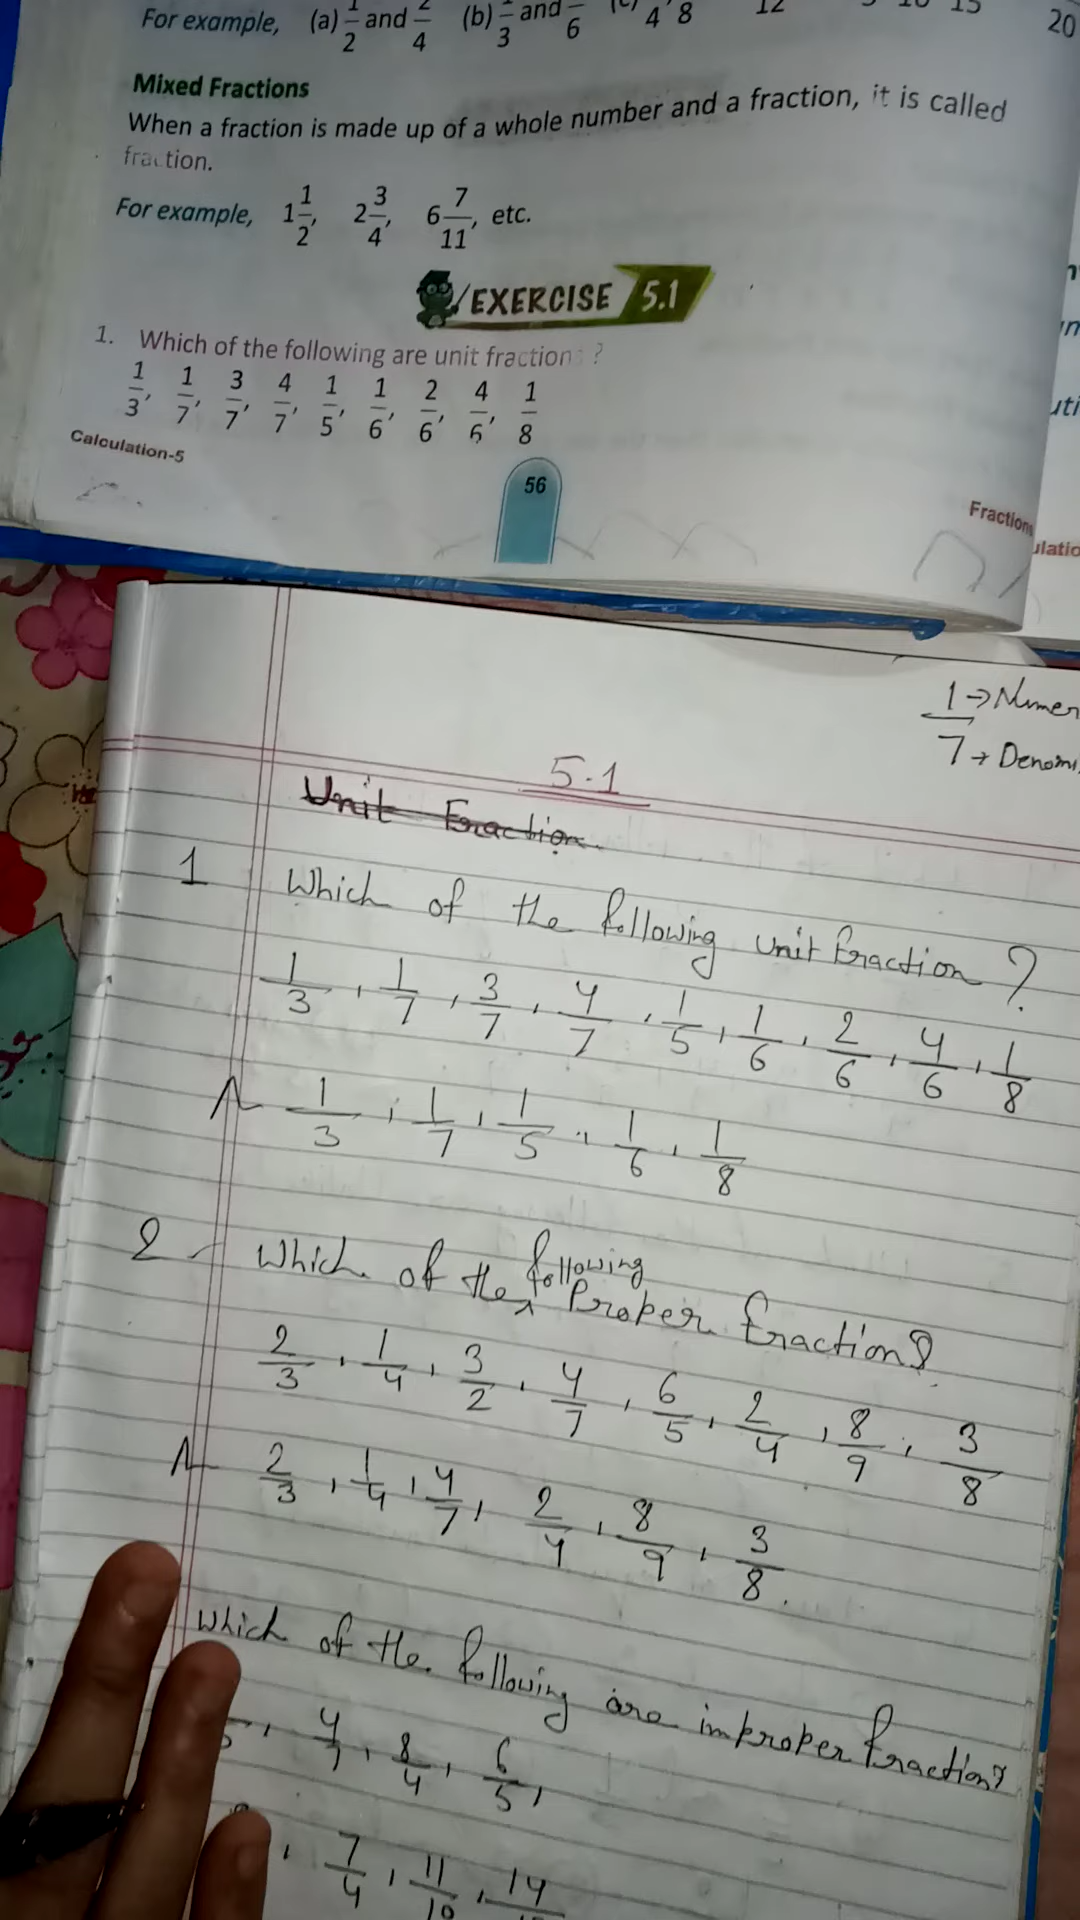 For example, (a) 1/2 and 2/4 (b) 1/3 and /6 4 8 12 10 15 20
Mixed Fractions
When a fraction is made up of a whole number and a fraction, it is called
fraction.
For example, 1 1/2, 2 3/4, 6 7/11, etc.
EXERCISE 5.1
1. Which of the following are unit fractions ?
1/3, 1/7, 3/7, 4/7, 1/5, 1/6, 2/6, 4/6, 1/8
Calculation-5
56
Fractions
1 → Numer
7 → Denomi
5.1
Unit Fraction.
1 Which of the following unit fraction ?
1/3, 1/7, 3/7, 4/7, 1/5, 1/6, 2/6, 4/6, 1/8
1/3, 1/7, 1/5, 1/6, 1/8
2 - Which of the following Proper fraction?
2/3, 1/4, 3/2, 4/7, 6/5, 2/4, 8/9, 3/8
2/3, 1/4, 4/7, 2/4, 8/9, 3/8.
Which of the following are improper fraction?
5, 4/7, 8/4, 6/5,
, 7/4, 11/10, 14